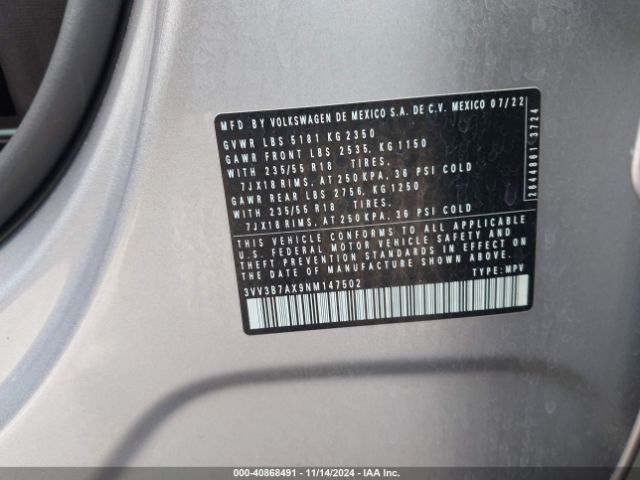 MFD BY VOLKSWAGEN DE MEXICO S.A. DE C.V. MEXICO 07/22
GVWR LBS 5181 KG 2350
GAWR FRONT LBS 2535, KG 1150
WITH 235/55 R18 TIRES.
7JX18 RIMS, AT 250 KPA, 36 PSI COLD
GAWR REAR LBS 2756, KG 1250
WITH 235/55 R18 TIRES.
7JX18 RIMS, AT 250 KPA, 36 PSI COLD
THIS VEHICLE CONFORMS TO ALL APPLICABLE
U.S. FEDERAL MOTOR VEHICLE SAFETY AND
THEFT PREVENTION STANDARDS IN EFFECT ON
THE DATE OF MANUFACTURE SHOWN ABOVE.
3VV3B7AX9NM147502 TYPE: MPV
3724
000-40868491 - 11/14/2024 - IAA Inc.